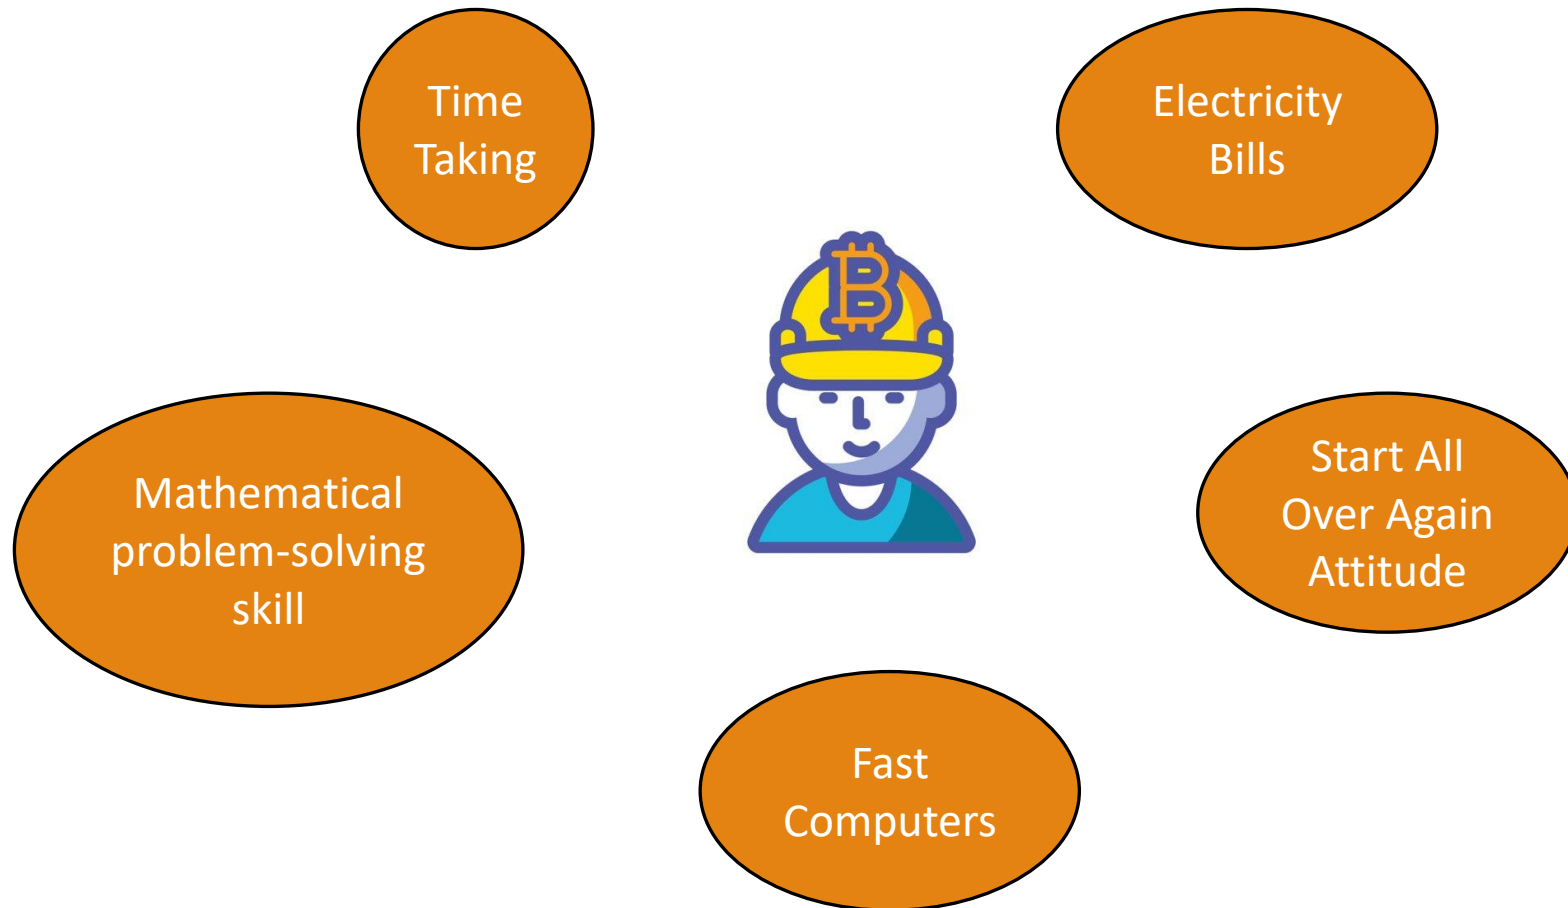 Time
Taking
Electricity
Bills
Mathematical
problem-solving
skill
Start All
Over Again
Attitude
Fast
Computers